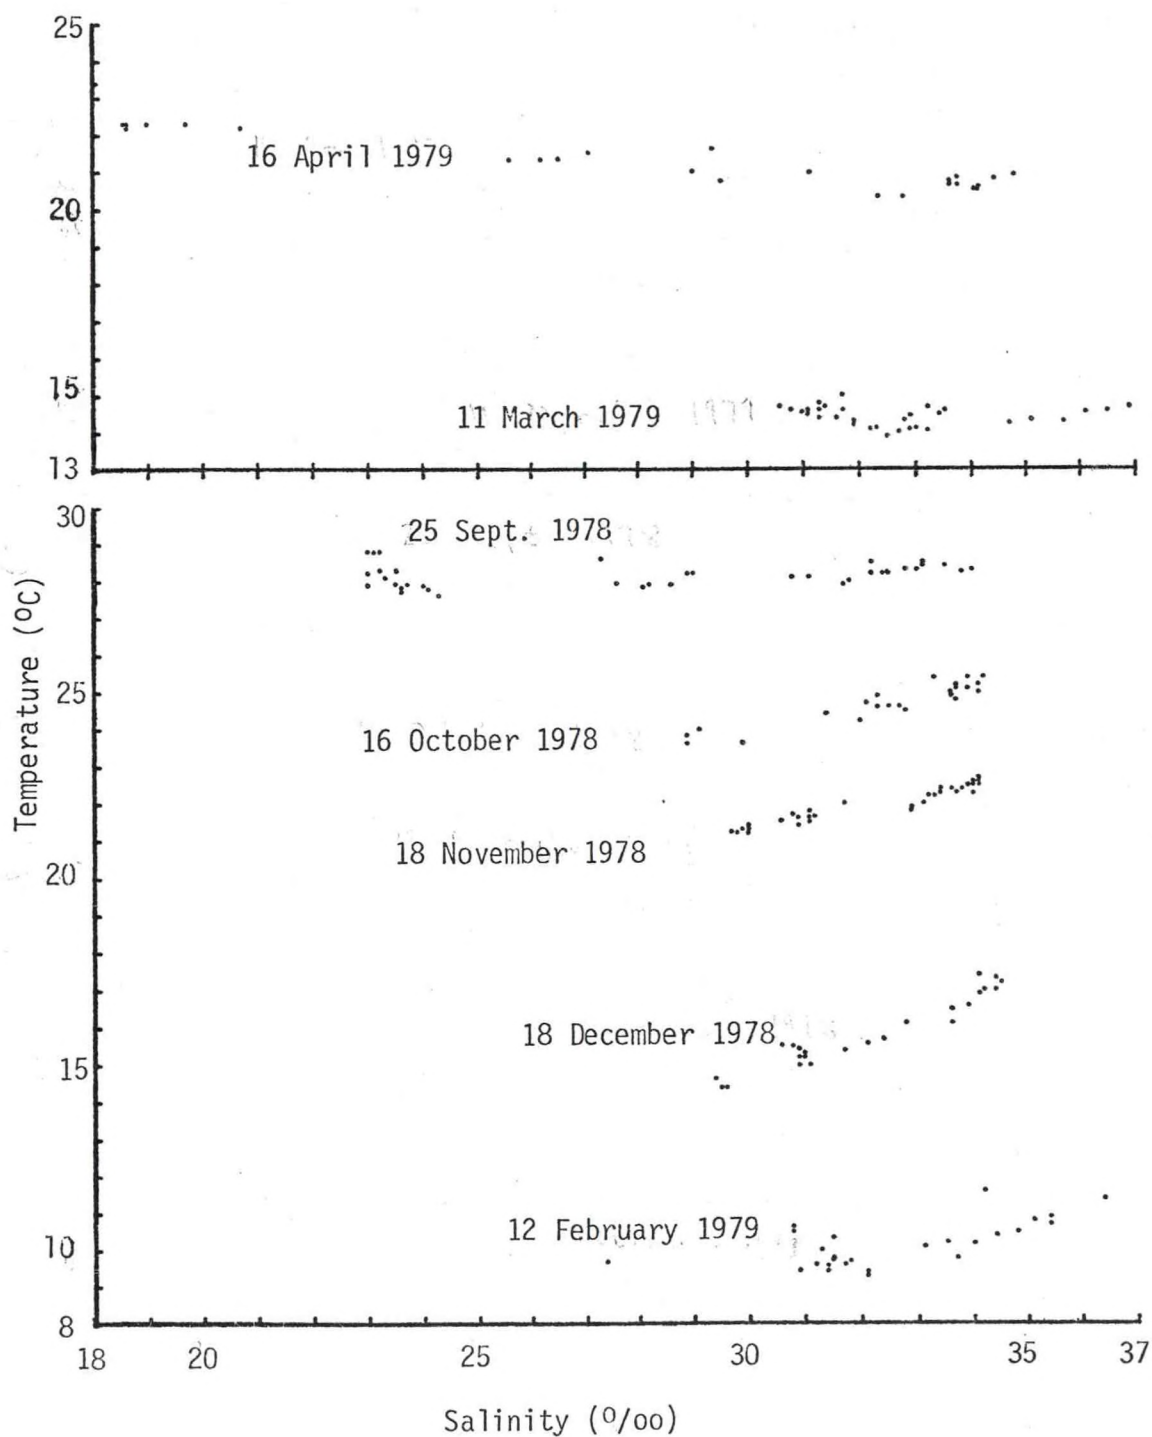 25
16 April 1979
20
15
11 March 1979
13
30
25 Sept. 1978
Temperature (ºC)
25
16 October 1978
18 November 1978
20
18 December 1978
15
12 February 1979
10
8
18 20 25 30 35 37
Salinity (º/oo)